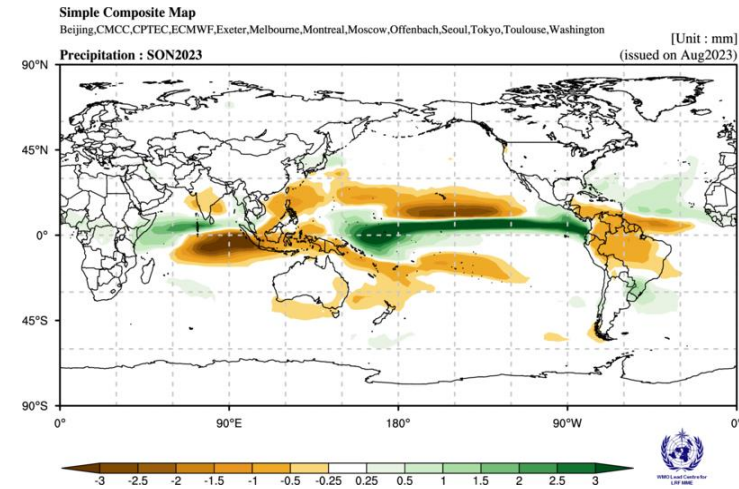 Simple Composite Map
Beijing,CMCC,CPTEC,ECMWF,Exeter,Melbourne,Montreal,Moscow,Offenbach,Seoul,Tokyo,Toulouse,Washington
[Unit : mm]
Precipitation : SON2023
(issued on Aug2023)
90°N
45°N
0°
45°S
90°S
0° 90°E 180° 90°W 0°
-3 -2.5 -2 -1.5 -1 -0.5 -0.25 0.25 0.5 1 1.5 2 2.5 3
WMO Lead Centre for
LRF MME